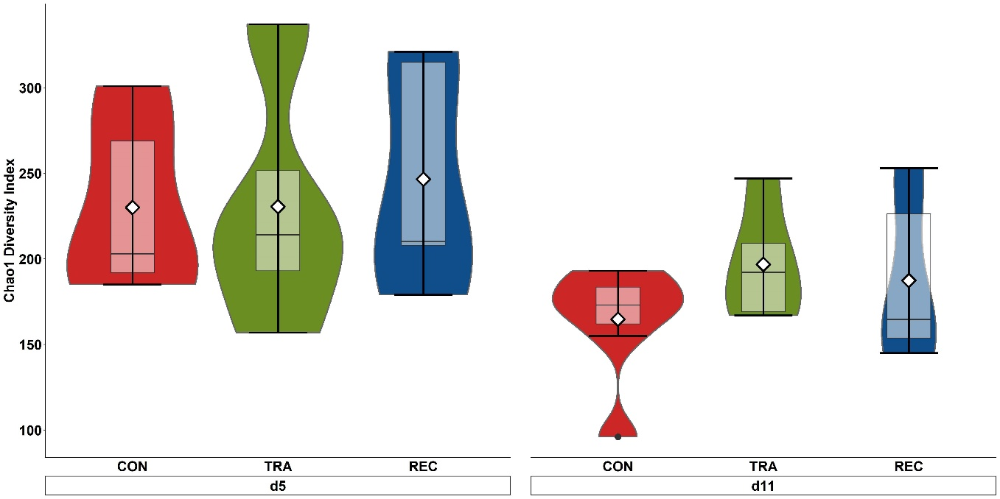 Chao1 Diversity Index
300
250
200
150
100
CON TRA REC CON TRA REC
d5 d11